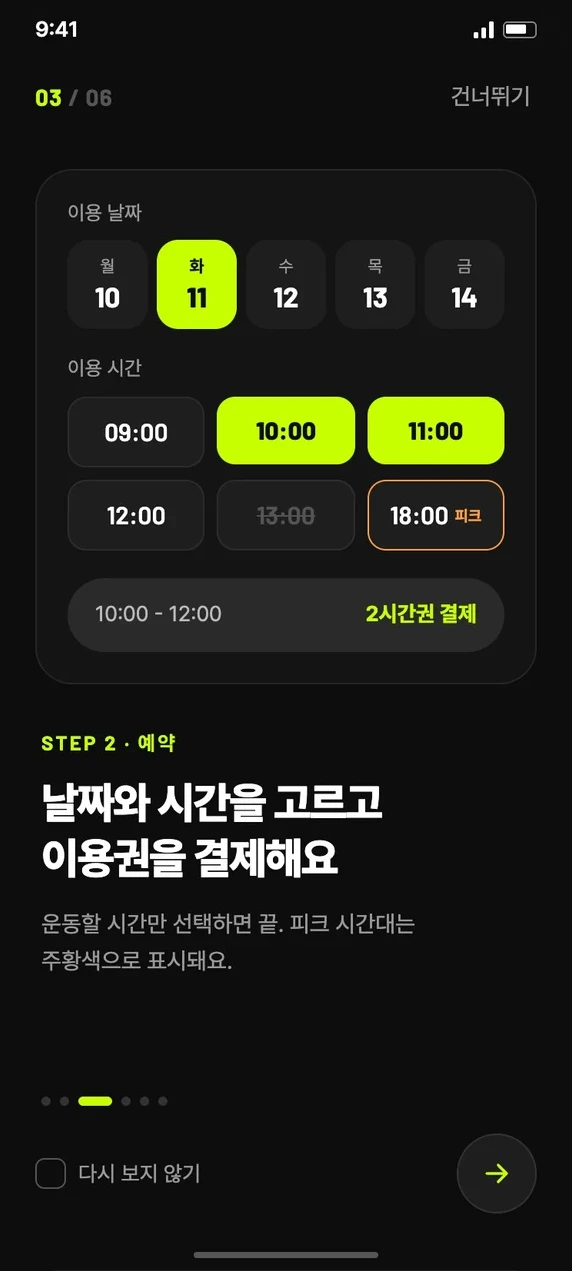 9:41
03 / 06
건너뛰기
이용 날짜
월 화 수 목 금
10 11 12 13 14
이용 시간
09:00 10:00 11:00
12:00 13:00 18:00 피크
10:00 - 12:00 2시간권 결제
STEP 2 · 예약
날짜와 시간을 고르고
이용권을 결제해요
운동할 시간만 선택하면 끝. 피크 시간대는
주황색으로 표시돼요.
다시 보지 않기